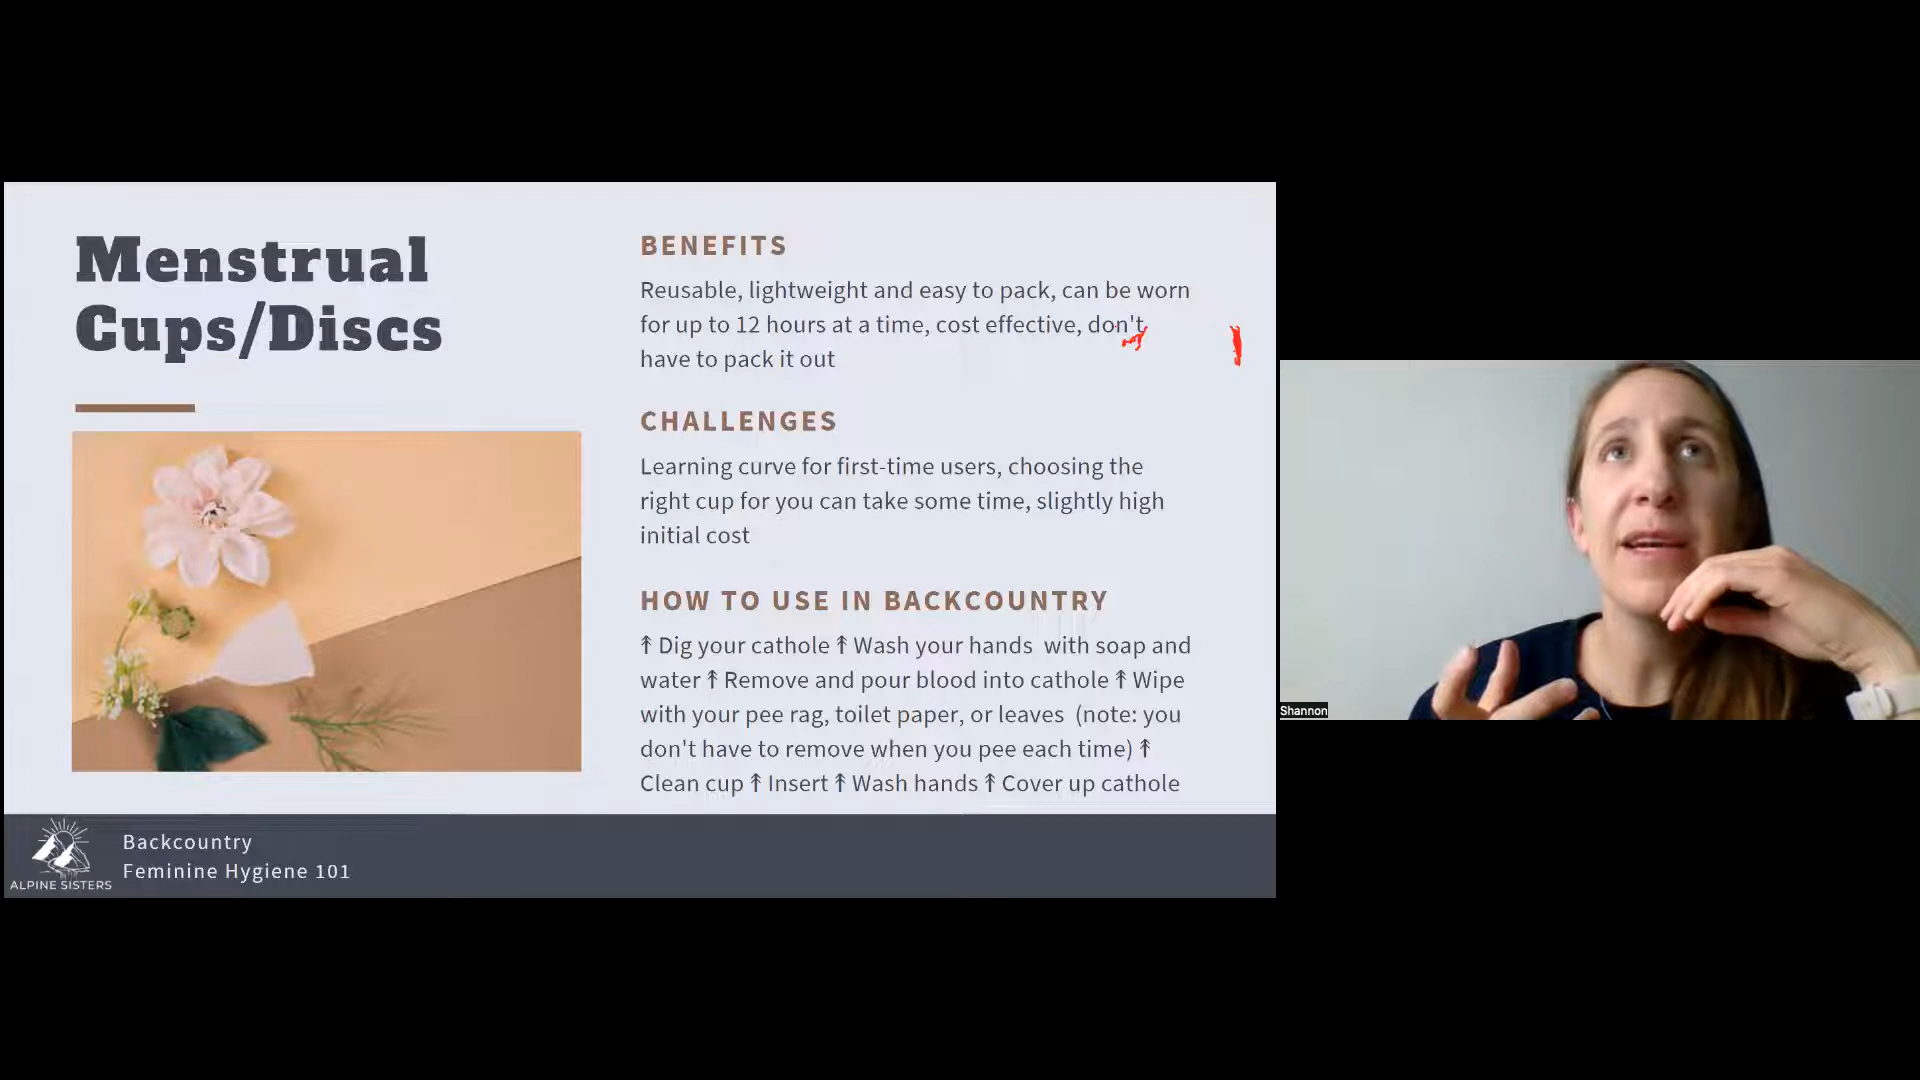 Menstrual
Cups/Discs
BENEFITS
Reusable, lightweight and easy to pack, can be worn
for up to 12 hours at a time, cost effective, don't
have to pack it out
CHALLENGES
Learning curve for first-time users, choosing the
right cup for you can take some time, slightly high
initial cost
HOW TO USE IN BACKCOUNTRY
↟ Dig your cathole ↟ Wash your hands  with soap and
water ↟ Remove and pour blood into cathole ↟ Wipe
with your pee rag, toilet paper, or leaves  (note: you
don't have to remove when you pee each time) ↟
Clean cup ↟ Insert ↟ Wash hands ↟ Cover up cathole
ALPINE SISTERS
Backcountry
Feminine Hygiene 101
Shannon